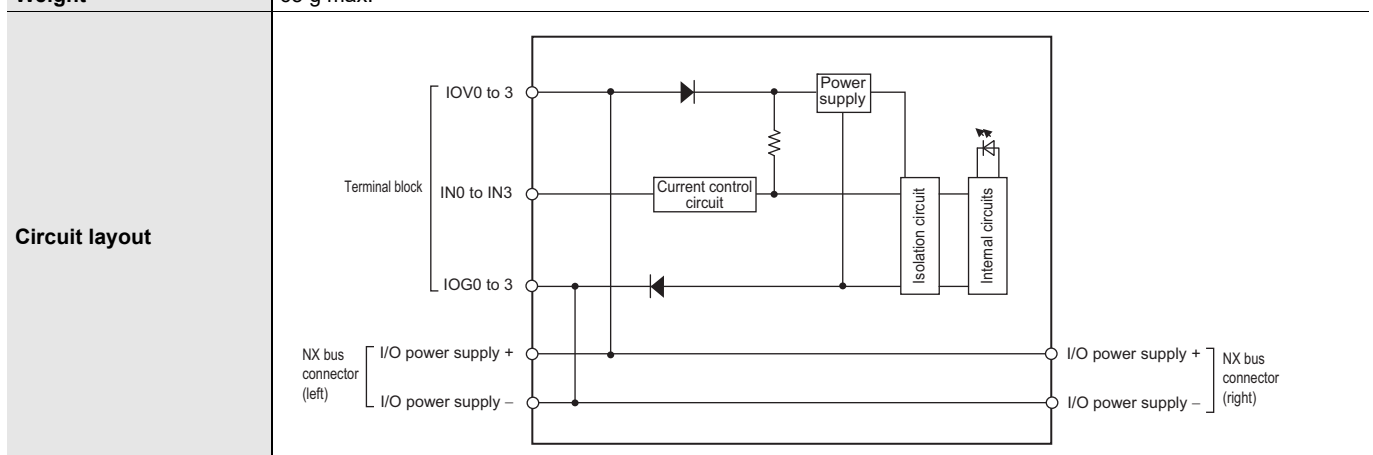 Circuit layout
IOV0 to 3
Power
supply
Terminal block
IN0 to IN3
Current control
circuit
Isolation circuit
Internal circuits
IOG0 to 3
NX bus
connector
(left)
I/O power supply +
I/O power supply –
I/O power supply +
I/O power supply –
NX bus
connector
(right)